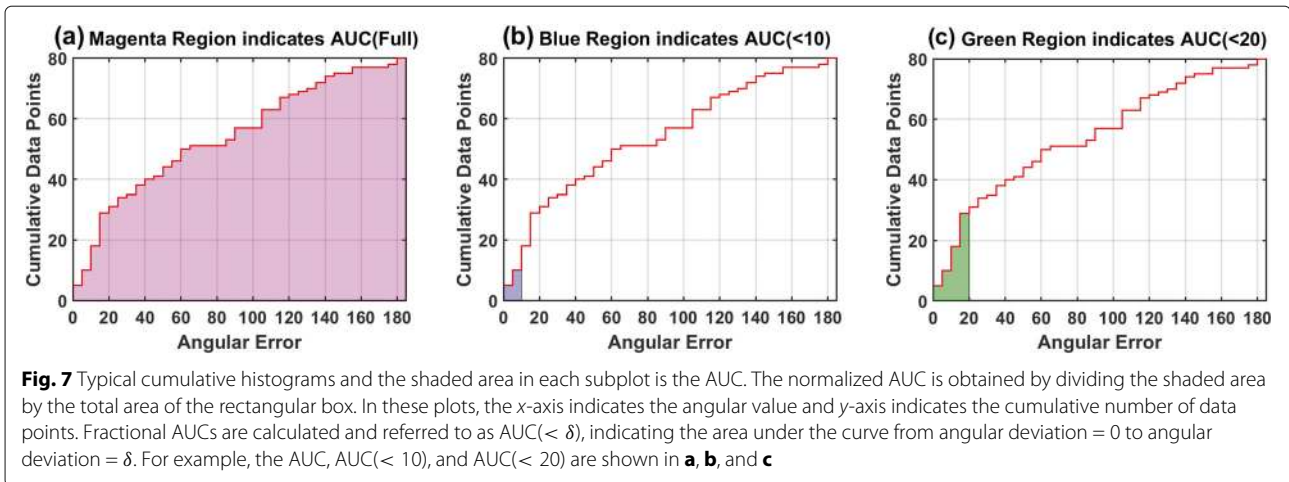 (a) Magenta Region indicates AUC(Full)
80
60
40
20
0
Cumulative Data Points
0 20 40 60 80 100 120 140 160 180
Angular Error
(b) Blue Region indicates AUC(<10)
80
60
40
20
0
Cumulative Data Points
0 20 40 60 80 100 120 140 160 180
Angular Error
(c) Green Region indicates AUC(<20)
80
60
40
20
0
Cumulative Data Points
0 20 40 60 80 100 120 140 160 180
Angular Error
Fig. 7 Typical cumulative histograms and the shaded area in each subplot is the AUC. The normalized AUC is obtained by dividing the shaded area
by the total area of the rectangular box. In these plots, the x-axis indicates the angular value and y-axis indicates the cumulative number of data
points. Fractional AUCs are calculated and referred to as AUC(< δ), indicating the area under the curve from angular deviation = 0 to angular
deviation = δ. For example, the AUC, AUC(< 10), and AUC(< 20) are shown in a, b, and c